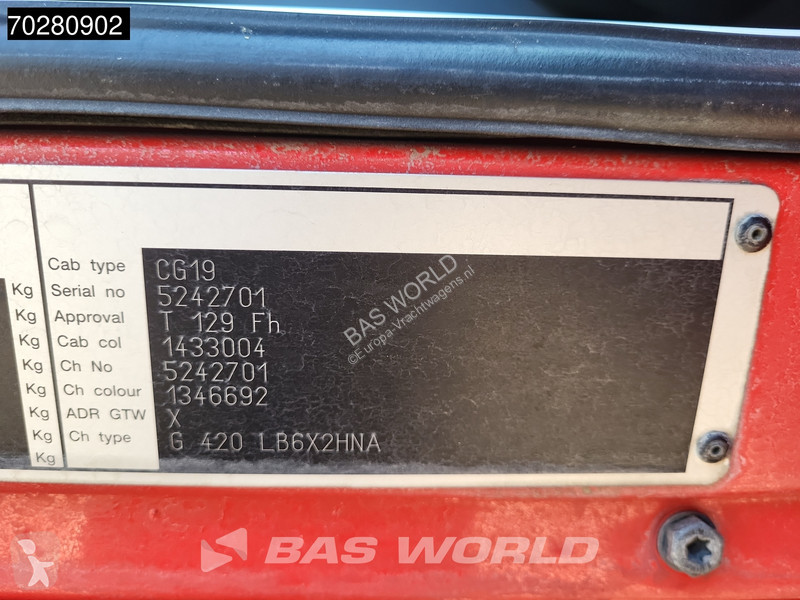 70280902
Cab type CG19
Kg Serial no 5242701
Kg Approval T 129 Fh
Kg Cab col 1433004
Kg Ch No 5242701
Kg Ch colour 1346692
Kg ADR GTW X
Kg Ch type G 420 LB6X2HNA
Kg
BAS WORLD
©Europa-Vrachtwagens.nl
BAS WORLD